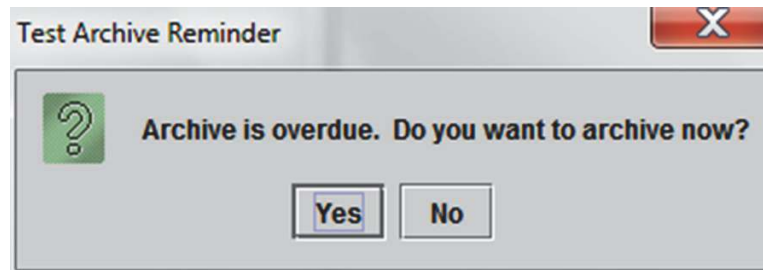 Test Archive Reminder
Archive is overdue. Do you want to archive now?
Yes No